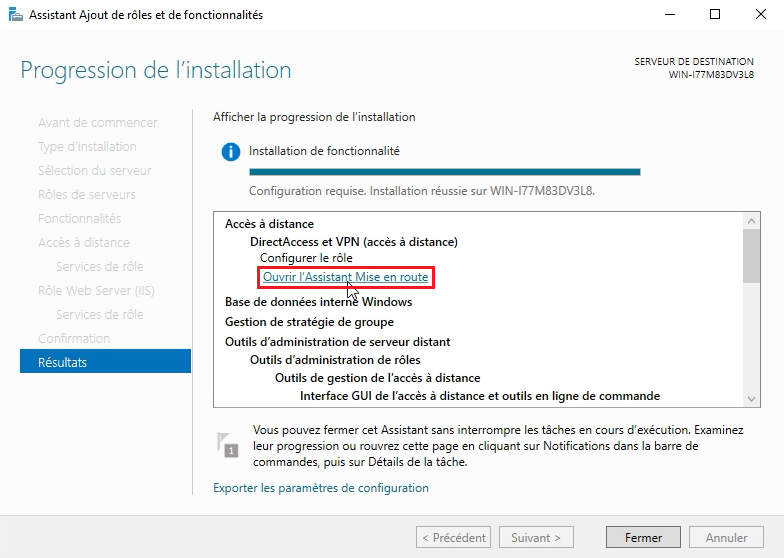 Assistant Ajout de rôles et de fonctionnalités
Progression de l'installation
SERVEUR DE DESTINATION
WIN-I77M83DV3L8
Avant de commencer
Type d'installation
Sélection du serveur
Rôles de serveurs
Fonctionnalités
Accès à distance
Services de rôle
Rôle Web Server (IIS)
Services de rôle
Confirmation
Résultats
Afficher la progression de l'installation
Installation de fonctionnalité
Configuration requise. Installation réussie sur WIN-I77M83DV3L8.
Accès à distance
DirectAccess et VPN (accès à distance)
Configurer le rôle
Ouvrir l'Assistant Mise en route
Base de données interne Windows
Gestion de stratégie de groupe
Outils d'administration de serveur distant
Outils d'administration de rôles
Outils de gestion de l'accès à distance
Interface GUI de l'accès à distance et outils en ligne de commande
1
Vous pouvez fermer cet Assistant sans interrompre les tâches en cours d'exécution. Examinez
leur progression ou rouvrez cette page en cliquant sur Notifications dans la barre de
commandes, puis sur Détails de la tâche.
Exporter les paramètres de configuration
< Précédent
Suivant >
Fermer
Annuler